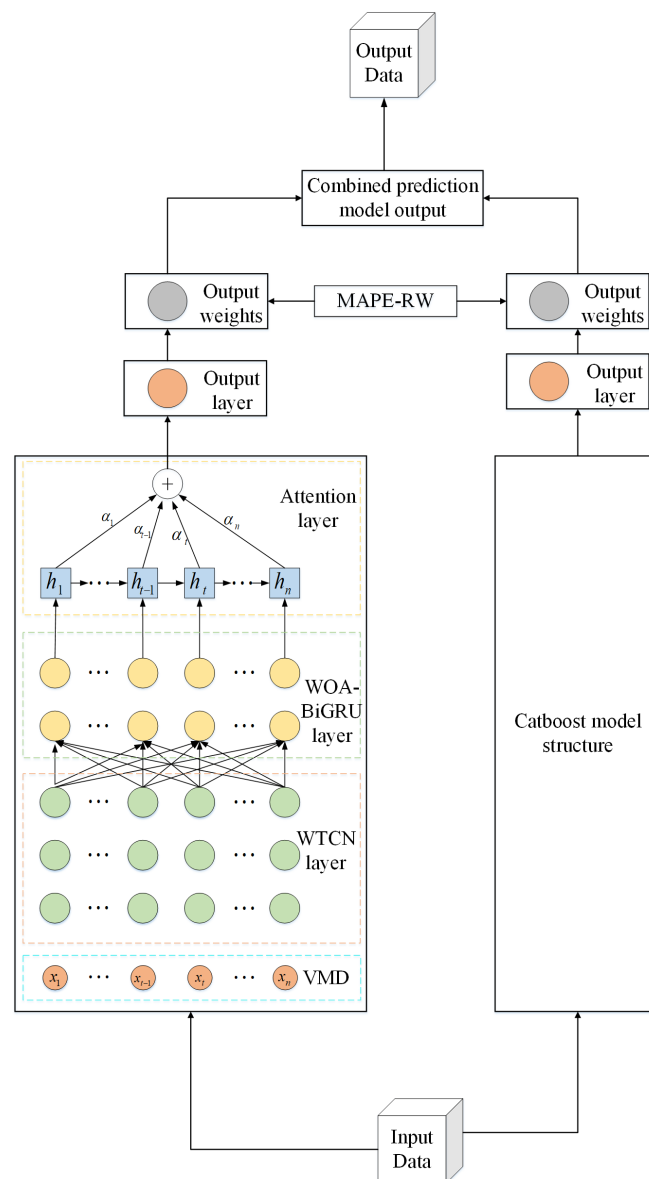 Output
Data
Combined prediction
model output
Output
weights
MAPE-RW
Output
weights
Output
layer
Output
layer
Attention
layer
α₁
αₜ₋₁
αₜ
αₙ
h₁
hₜ₋₁
hₜ
hₙ
WOA-
BiGRU
layer
Catboost model
structure
WTCN
layer
x₁
xₜ₋₁
xₜ
xₙ
VMD
Input
Data